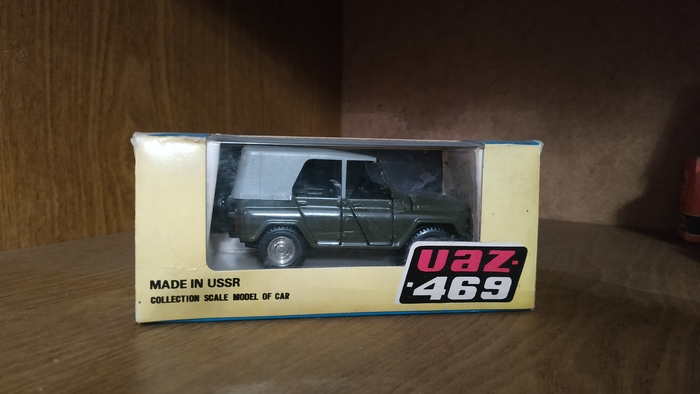 MADE IN USSR
COLLECTION SCALE MODEL OF CAR
uaz
469